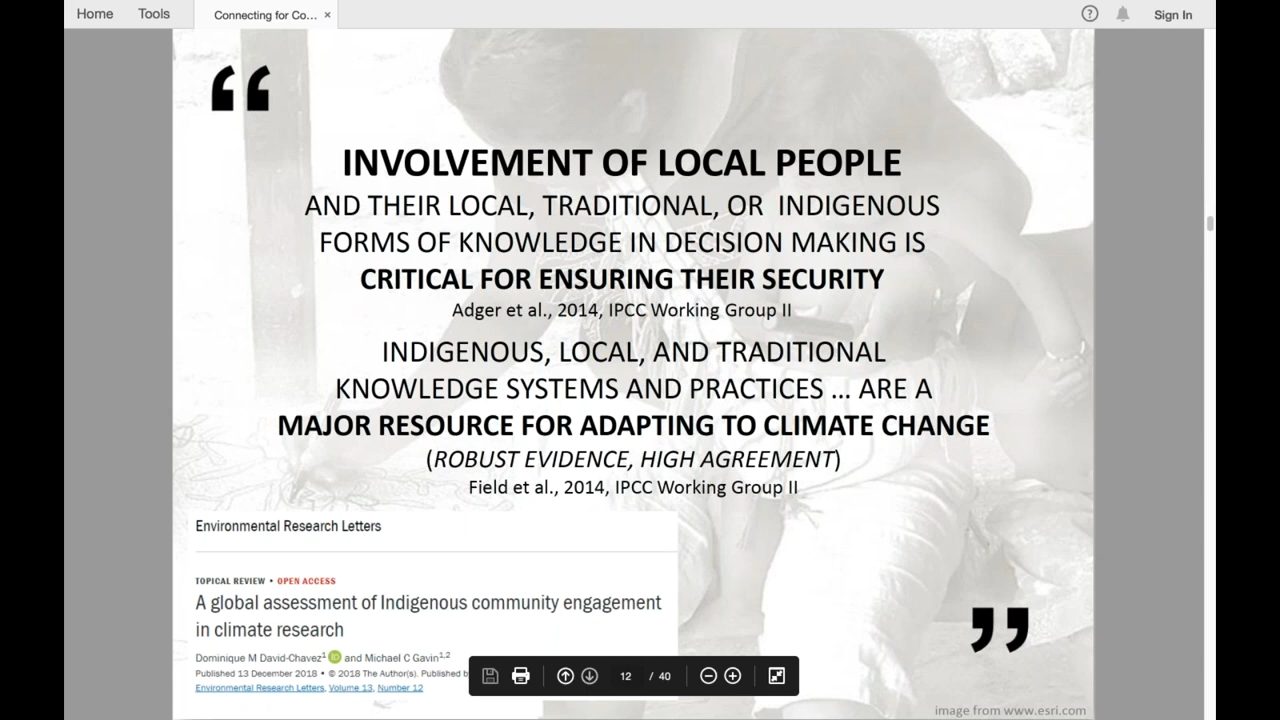 Home Tools Connecting for Co... × ? Sign In
“
INVOLVEMENT OF LOCAL PEOPLE
AND THEIR LOCAL, TRADITIONAL, OR INDIGENOUS
FORMS OF KNOWLEDGE IN DECISION MAKING IS
CRITICAL FOR ENSURING THEIR SECURITY
Adger et al., 2014, IPCC Working Group II
INDIGENOUS, LOCAL, AND TRADITIONAL
KNOWLEDGE SYSTEMS AND PRACTICES ... ARE A
MAJOR RESOURCE FOR ADAPTING TO CLIMATE CHANGE
(ROBUST EVIDENCE, HIGH AGREEMENT)
Field et al., 2014, IPCC Working Group II
Environmental Research Letters
TOPICAL REVIEW • OPEN ACCESS
A global assessment of Indigenous community engagement
in climate research
Dominique M David-Chavez1 iD and Michael C Gavin1,2
Published 13 December 2018 • © 2018 The Author(s). Published b
Environmental Research Letters, Volume 13, Number 12
”
12 / 40
image from www.esri.com